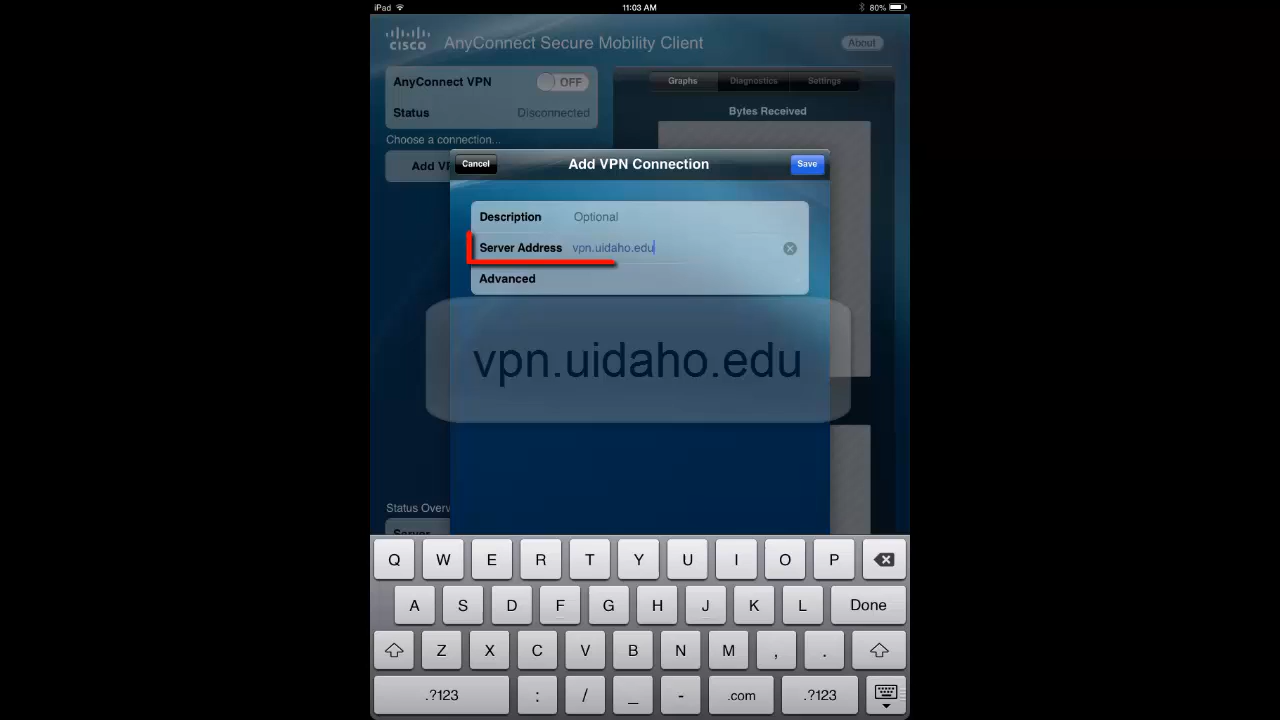 iPad 11:03 AM 80%
CISCO AnyConnect Secure Mobility Client About
AnyConnect VPN OFF
Graphs Diagnostics Settings
Status Disconnected
Bytes Received
Choose a connection...
Add VP
Cancel Add VPN Connection Save
Description Optional
Server Address vpn.uidaho.edu
Advanced
vpn.uidaho.edu
Status Overv
Server
Q W E R T Y U I O P
A S D F G H J K L Done
Z X C V B N M , .
.?123 : / _ - .com .?123